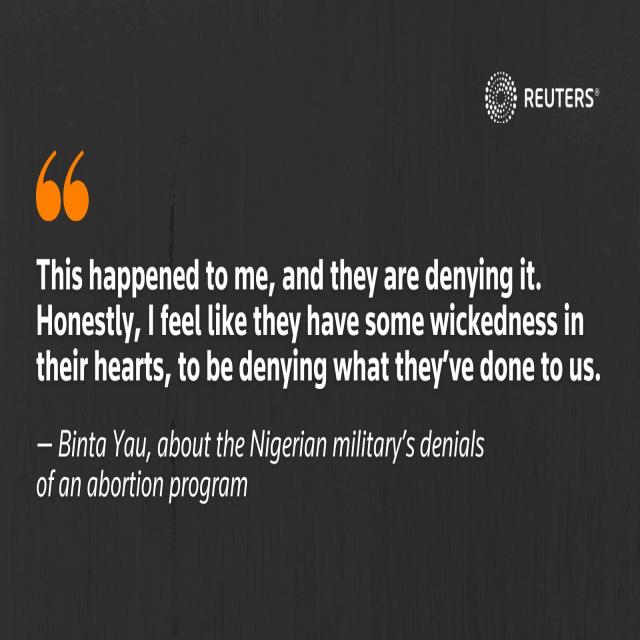 REUTERS®
“
This happened to me, and they are denying it.
Honestly, I feel like they have some wickedness in
their hearts, to be denying what they’ve done to us.
– Binta Yau, about the Nigerian military’s denials
of an abortion program